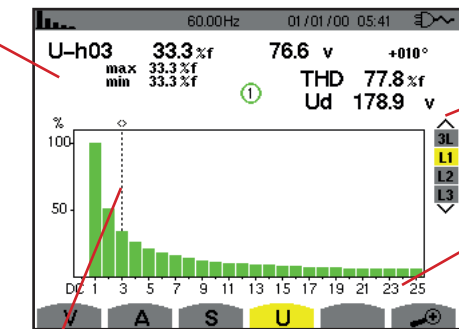 60.00Hz 01/01/00 05:41
U-h03 33.3 %f 76.6 v +010°
max 33.3 %f
min 33.3 %f
1 THD 77.8 %f
Ud 178.9 v
%
100
50
3L
L1
L2
L3
DC 1 3 5 7 9 11 13 15 17 19 21 23 25
V A S U